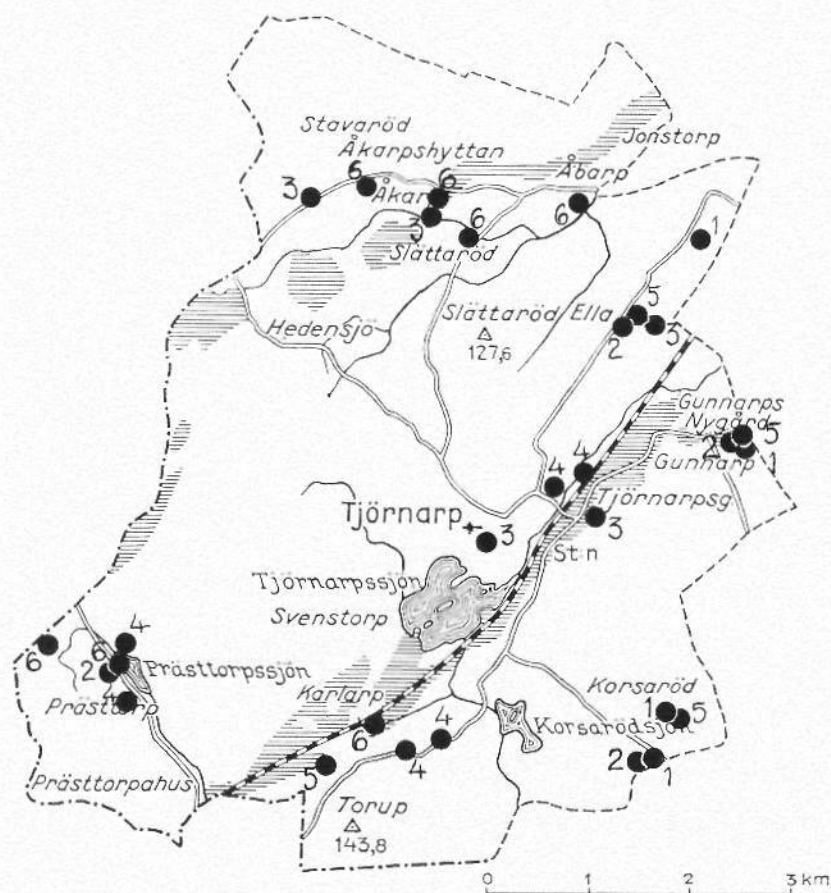 Stavaröd
Åkarpshyttan
Jonstorp
Åbarp
6
6
3
Åkar
6
1
3
6
Slättaröd
Hedensjö
Slättaröd
127,6
Ella
5
2
3
Gunnarps
Nygård
5
2
1
Gunnarp
4
4
Tjörnarpsg
3
Tjörnarp
3
St:n
Tjörnarpssjön
Svenstorp
4
6
6
2
Prästtorpssjön
4
Prästtorp
Karlarp
Korsaröd
1
5
Korsarödsjön
6
4
4
2
1
5
Prästtorpahus
Torup
143,8
0 1 2 3 km